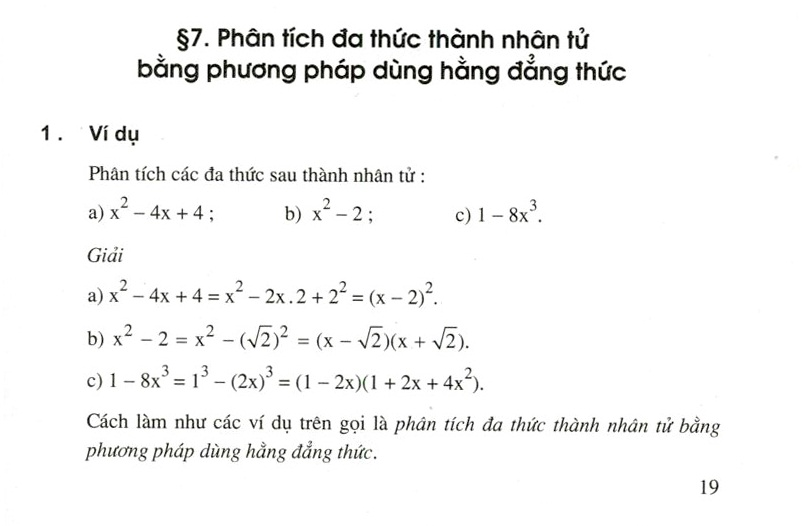 §7. Phân tích đa thức thành nhân tử
bằng phương pháp dùng hằng đẳng thức
1. Ví dụ
Phân tích các đa thức sau thành nhân tử :
a) x² – 4x + 4 ; b) x² – 2 ; c) 1 – 8x³.
Giải
a) x² – 4x + 4 = x² – 2x.2 + 2² = (x – 2)².
b) x² – 2 = x² – (√2)² = (x – √2)(x + √2).
c) 1 – 8x³ = 1³ – (2x)³ = (1 – 2x)(1 + 2x + 4x²).
Cách làm như các ví dụ trên gọi là phân tích đa thức thành nhân tử bằng
phương pháp dùng hằng đẳng thức.
19